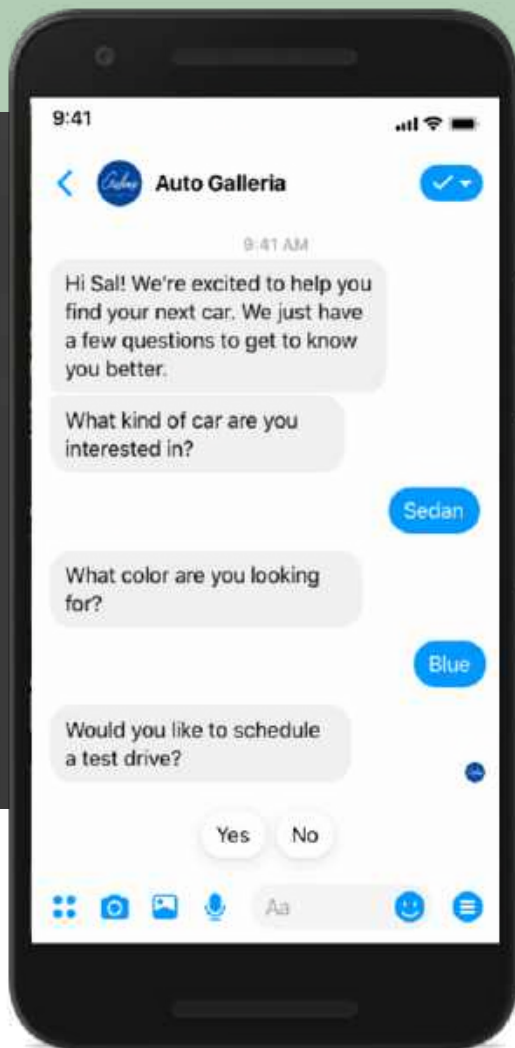 9:41
Auto Galleria
9:41 AM
Hi Sal! We're excited to help you
find your next car. We just have
a few questions to get to know
you better.
What kind of car are you
interested in?
Sedan
What color are you looking
for?
Blue
Would you like to schedule
a test drive?
Yes No
Aa